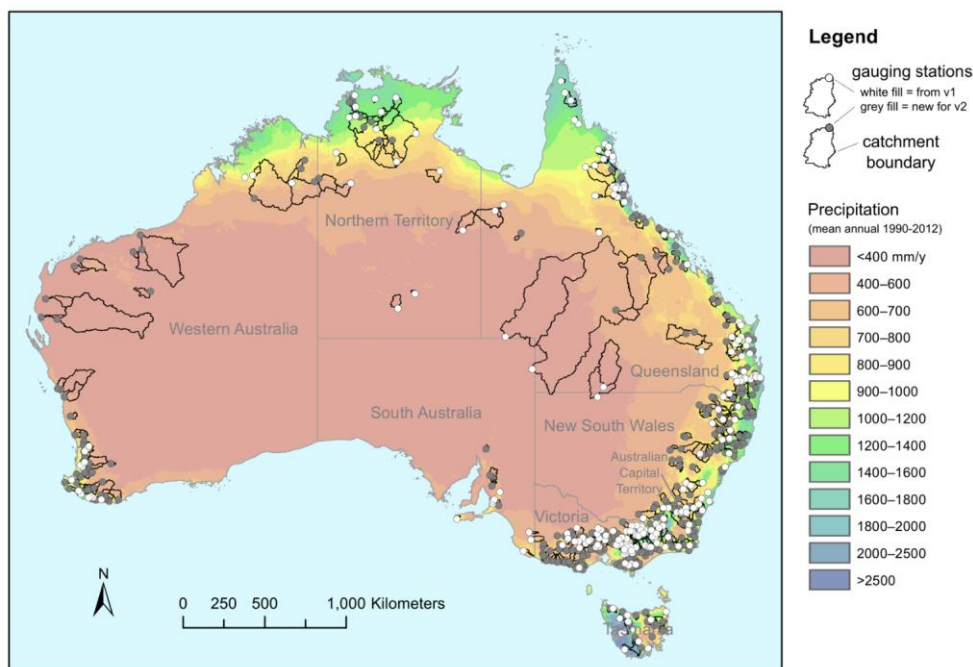 Northern Territory
Western Australia
Queensland
South Australia
New South Wales
Australian
Capital
Territory
Victoria
Tasmania
N
0 250 500 1,000 Kilometers
Legend
gauging stations
white fill = from v1
grey fill = new for v2
catchment
boundary
Precipitation
(mean annual 1990-2012)
<400 mm/y
400–600
600–700
700–800
800–900
900–1000
1000–1200
1200–1400
1400–1600
1600–1800
1800–2000
2000–2500
>2500